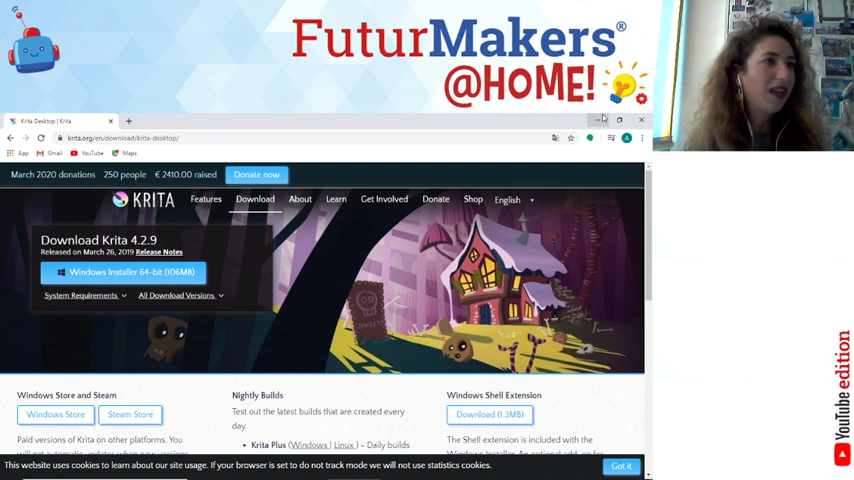 FuturMakers®
@HOME!
Krita Desktop | Krita
krita.org/en/download/krita-desktop/
App Gmail YouTube Maps
A
March 2020 donations 250 people € 2410.00 raised Donate now
KRITA Features Download About Learn Get Involved Donate Shop English
Download Krita 4.2.9
Released on March 26, 2019 Release Notes
Windows Installer 64-bit (106MB)
System Requirements All Download Versions
Windows Store and Steam
Windows Store Steam Store
Paid versions of Krita on other platforms. You
will get automatic updates when new versions
Nightly Builds
Test out the latest builds that are created every
day.
Krita Plus (Windows | Linux ) - Daily builds
Windows Shell Extension
Download (1.3MB)
The Shell extension is included with the
This website uses cookies to learn about our site usage. If your browser is set to do not track mode we will not use statistics cookies.
Got it
YouTube edition